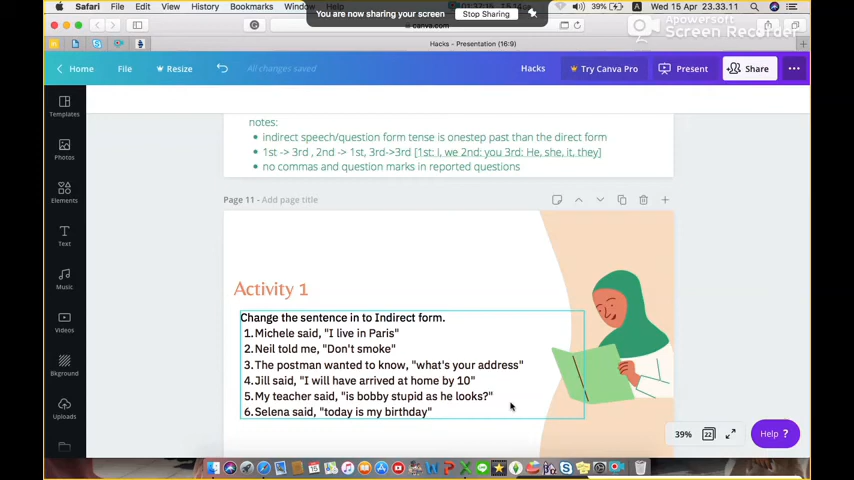 Safari File Edit View History Bookmarks Window
You are now sharing your screen Stop Sharing
39% Wed 15 Apr 23.33.11
canva.com
Apowersoft
Screen Recorder
Hacks - Presentation (16:9)
Home File Resize All changes saved Hacks Try Canva Pro Present Share
Templates
Photos
Elements
Text
Music
Videos
Bkground
Uploads
notes:
indirect speech/question form tense is onestep past than the direct form
1st -> 3rd , 2nd -> 1st, 3rd->3rd [1st: i, we 2nd: you 3rd: He, she, it, they]
no commas and question marks in reported questions
Page 11 - Add page title
Activity 1
Change the sentence in to Indirect form.
1. Michele said, "I live in Paris"
2. Neil told me, "Don't smoke"
3. The postman wanted to know, "what's your address"
4. Jill said, "I will have arrived at home by 10"
5. My teacher said, "is bobby stupid as he looks?"
6. Selena said, "today is my birthday"
39% 22 Help ?